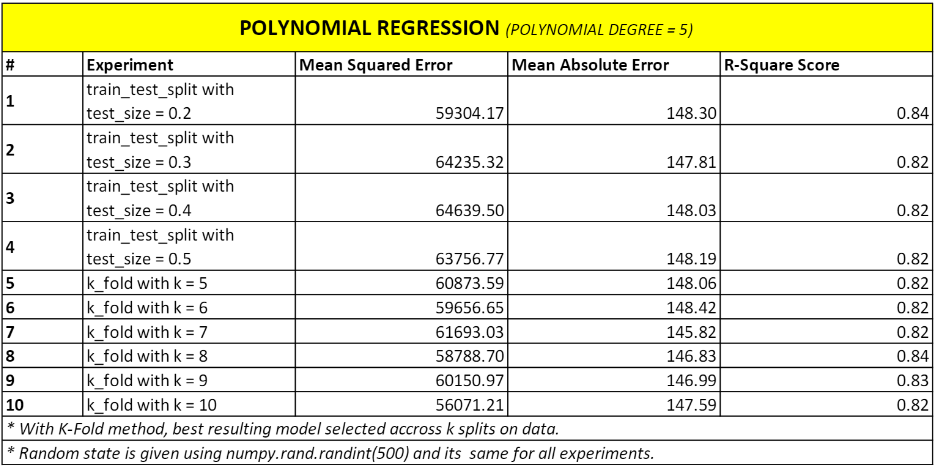 POLYNOMIAL REGRESSION (POLYNOMIAL DEGREE = 5)
# Experiment Mean Squared Error Mean Absolute Error R-Square Score
1 train_test_split with
test_size = 0.2 59304.17 148.30 0.84
2 train_test_split with
test_size = 0.3 64235.32 147.81 0.82
3 train_test_split with
test_size = 0.4 64639.50 148.03 0.82
4 train_test_split with
test_size = 0.5 63756.77 148.19 0.82
5 k_fold with k = 5 60873.59 148.06 0.82
6 k_fold with k = 6 59656.65 148.42 0.82
7 k_fold with k = 7 61693.03 145.82 0.82
8 k_fold with k = 8 58788.70 146.83 0.84
9 k_fold with k = 9 60150.97 146.99 0.83
10 k_fold with k = 10 56071.21 147.59 0.82
* With K-Fold method, best resulting model selected accross k splits on data.
* Random state is given using numpy.rand.randint(500) and its same for all experiments.